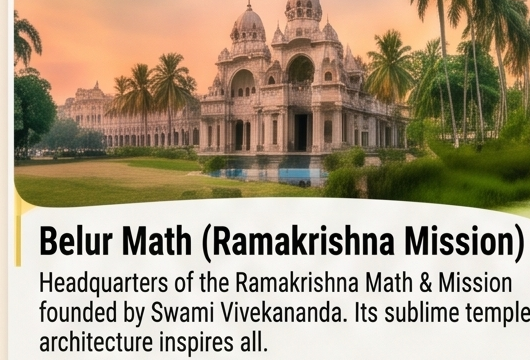 Belur Math (Ramakrishna Mission)
Headquarters of the Ramakrishna Math & Mission
founded by Swami Vivekananda. Its sublime temple
architecture inspires all.